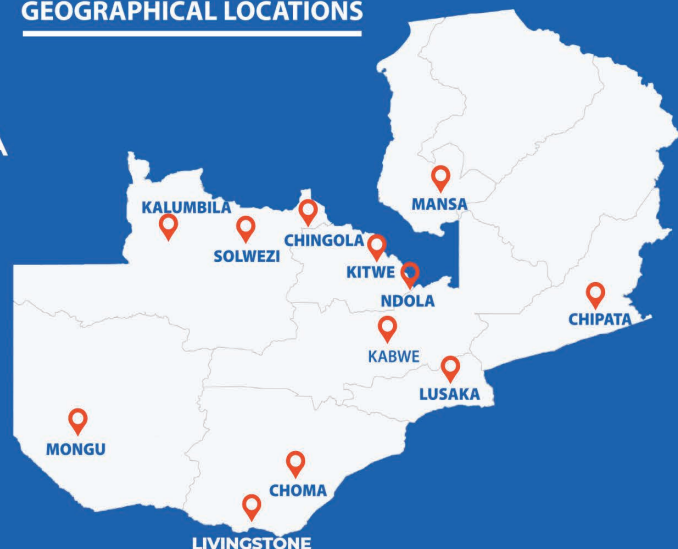 GEOGRAPHICAL LOCATIONS
A
MANSA
KALUMBILA
CHINGOLA
SOLWEZI
KITWE
NDOLA
CHIPATA
KABWE
LUSAKA
MONGU
CHOMA
LIVINGSTONE